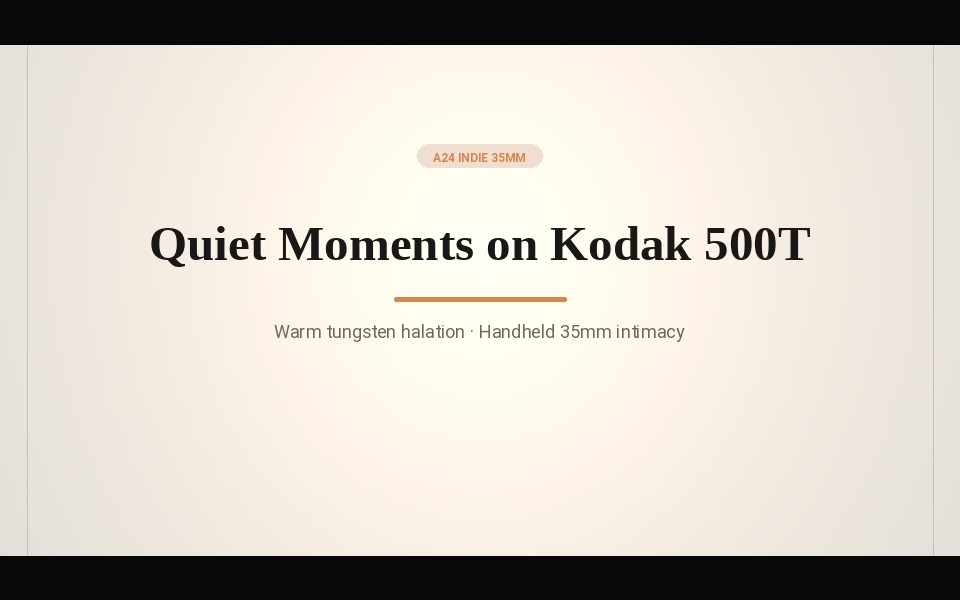 A24 INDIE 35MM
Quiet Moments on Kodak 500T
Warm tungsten halation · Handheld 35mm intimacy